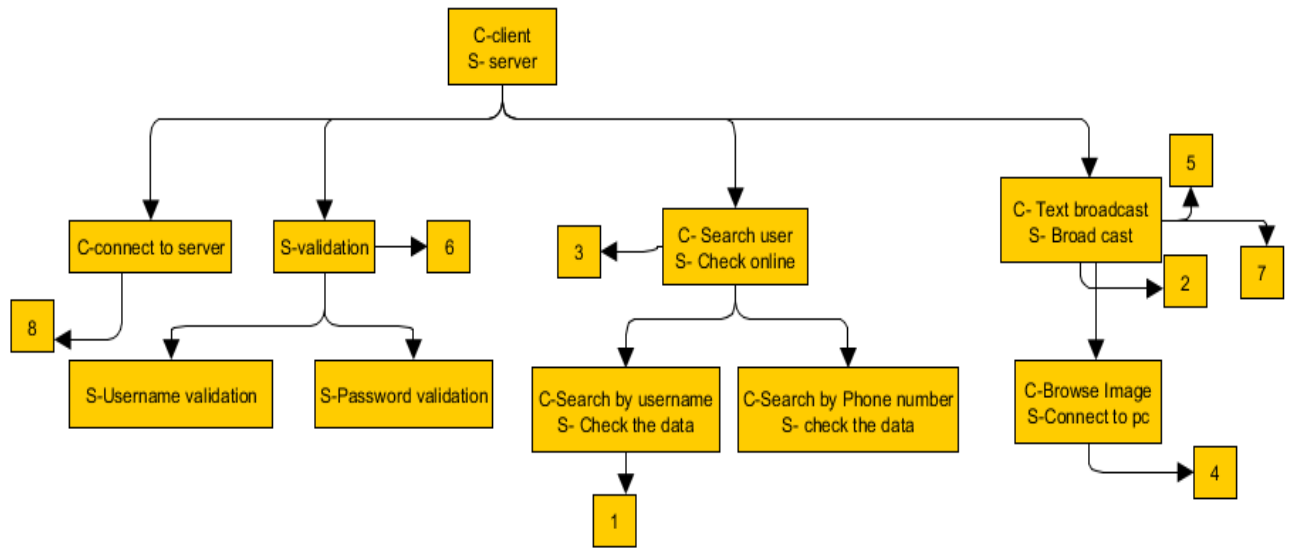 C-client
S- server
5
C- Text broadcast
S- Broad cast
C-connect to server
S-validation
6
3
C- Search user
S- Check online
2
7
8
S-Username validation
S-Password validation
C-Search by username
S- Check the data
C-Search by Phone number
S- check the data
C-Browse Image
S-Connect to pc
4
1